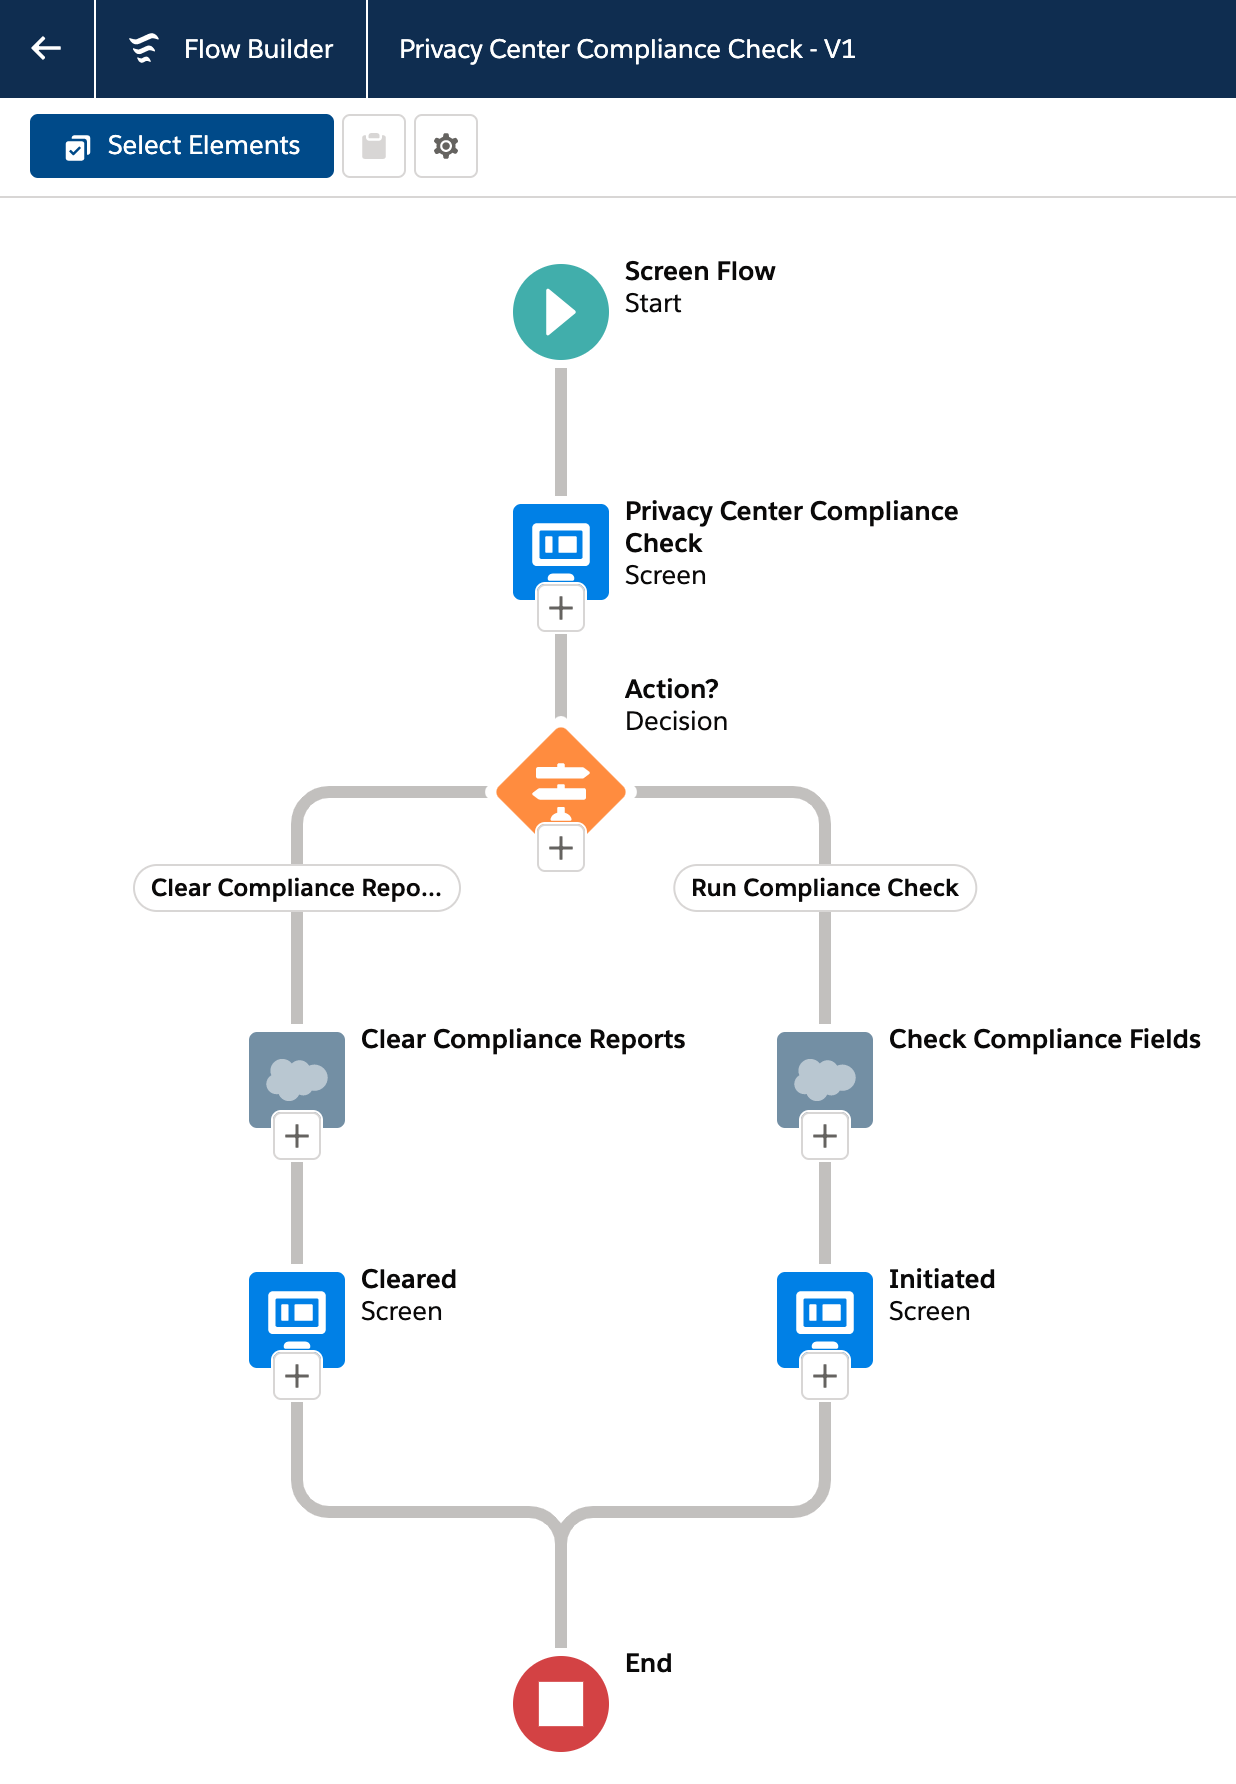 Flow Builder
Privacy Center Compliance Check - V1
Select Elements
Screen Flow
Start
Privacy Center Compliance
Check
Screen
Action?
Decision
Clear Compliance Repo...
Run Compliance Check
Clear Compliance Reports
Check Compliance Fields
Cleared
Screen
Initiated
Screen
End